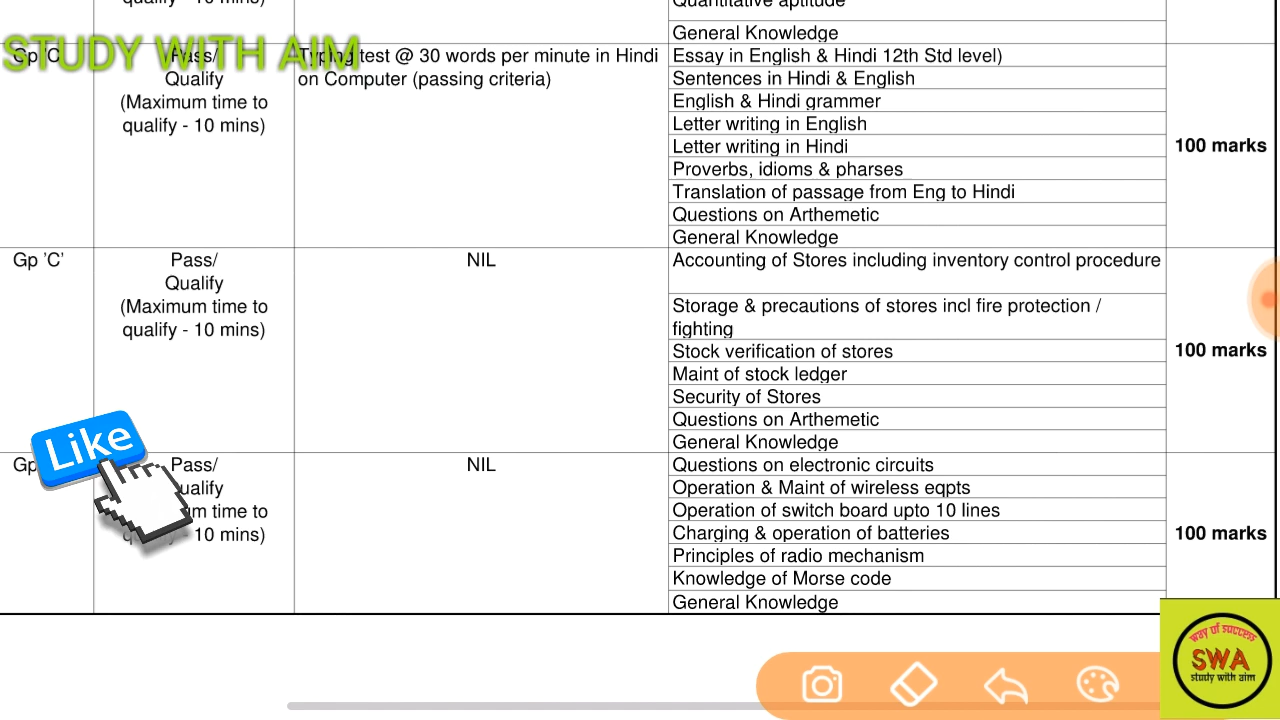 qualify - 10 mins)
Quantitative aptitude
General Knowledge
STUDY WITH AIM
Gp 'C'
Pass/
Qualify
(Maximum time to
qualify - 10 mins)
Typing test @ 30 words per minute in Hindi
on Computer (passing criteria)
Essay in English & Hindi 12th Std level)
Sentences in Hindi & English
English & Hindi grammer
Letter writing in English
Letter writing in Hindi
Proverbs, idioms & pharses
Translation of passage from Eng to Hindi
Questions on Arthemetic
General Knowledge
100 marks
Gp 'C'
Pass/
Qualify
(Maximum time to
qualify - 10 mins)
NIL
Accounting of Stores including inventory control procedure
Storage & precautions of stores incl fire protection /
fighting
Stock verification of stores
Maint of stock ledger
Security of Stores
Questions on Arthemetic
General Knowledge
100 marks
Like
Gp
Pass/
ualify
time to
10 mins)
NIL
Questions on electronic circuits
Operation & Maint of wireless eqpts
Operation of switch board upto 10 lines
Charging & operation of batteries
Principles of radio mechanism
Knowledge of Morse code
General Knowledge
100 marks
way of success
SWA
study with aim